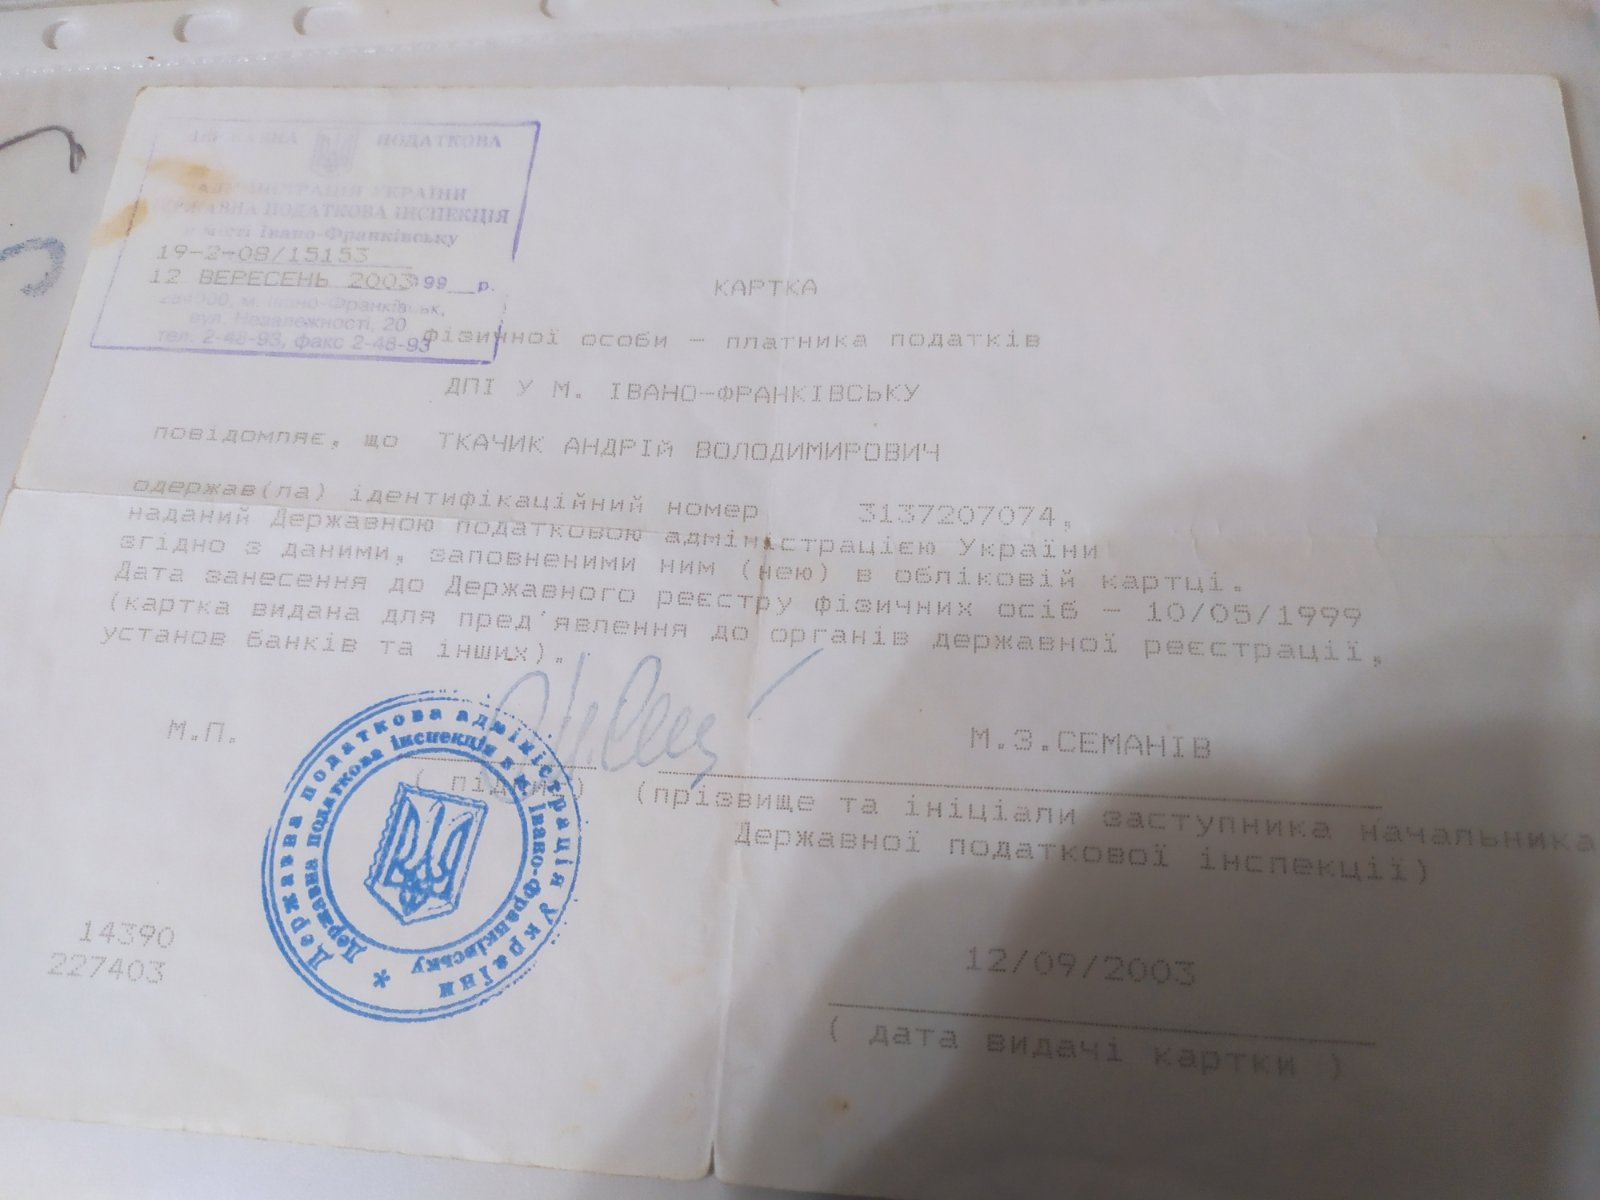 ДЕРЖАВНА ПОДАТКОВА
АДМІНІСТРАЦІЯ УКРАЇНИ
ДЕРЖАВНА ПОДАТКОВА ІНСПЕКЦІЯ
в місті Івано-Франківську
19-2-08/15153
12 ВЕРЕСЕНЬ 2003 199__р.
284000, м. Івано-Франківськ,
вул. Незалежності, 20
тел. 2-48-93, факс 2-48-93
КАРТКА
фізичної особи - платника податків
ДПІ У М. ІВАНО-ФРАНКІВСЬКУ
повідомляє, що ТКАЧИК АНДРІЙ ВОЛОДИМИРОВИЧ
одержав(ла) ідентифікаційний номер 3137207074,
наданий Державною податковою адміністрацією України
згідно з даними, заповненими ним (нею) в обліковій картці.
Дата занесення до Державного реєстру фізичних осіб - 10/05/1999
(картка видана для пред'явлення до органів державної реєстрації,
установ банків та інших).
М.П.
М.З.СЕМАНІВ
(підпис) (прізвище та ініціали заступника начальника
Державної податкової інспекції)
Державна податкова адміністрація України
Державна податкова інспекція в м. Івано-Франківську *
14390
227403
12/09/2003
( дата видачі картки )